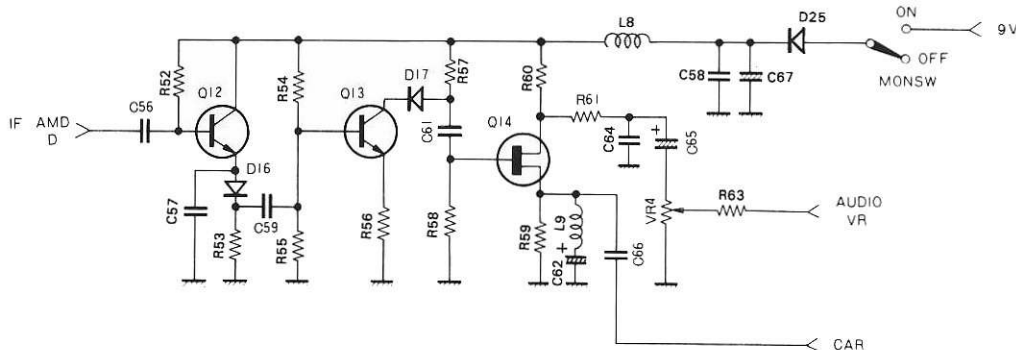 L8
D25
ON
9V
OFF
MONSW
C58
C67
R52
C56
Q12
R54
Q13
D17
R57
R60
R61
C61
Q14
C64
C65
IF AMD
D
D16
C57
C59
R53
R55
R56
R58
R59
L9
C62
C66
VR4
R63
AUDIO
VR
CAR
+
+